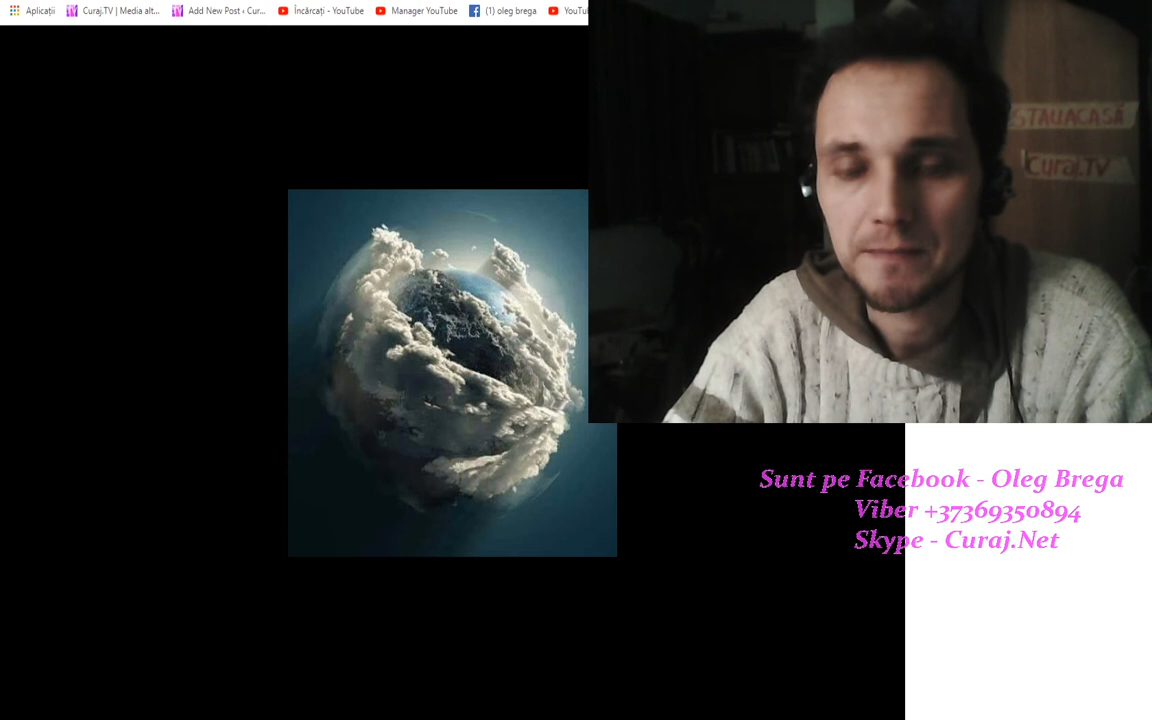 Aplicații Curaj.TV | Media alt... Add New Post ‹ Cur... Încărcați - YouTube Manager YouTube (1) oleg brega
STAUACASĂ
Curaj.TV
Sunt pe Facebook - Oleg Brega
Viber +37369350894
Skype - Curaj.Net